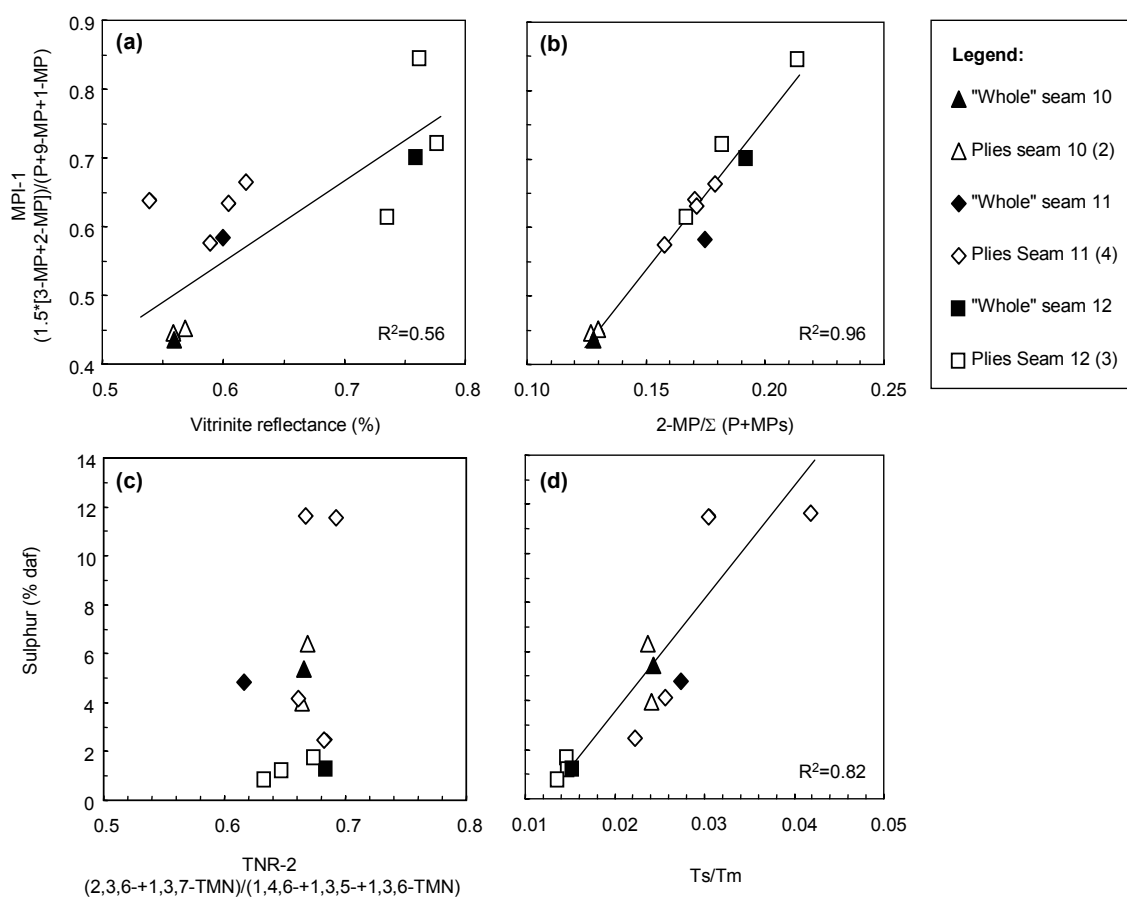 (a)
MPI-1
(1.5*[3-MP+2-MP])/(P+9-MP+1-MP)
0.9
0.8
0.7
0.6
0.5
0.4
R²=0.56
0.5 0.6 0.7 0.8
Vitrinite reflectance (%)
(b)
R²=0.96
0.10 0.15 0.20 0.25
2-MP/Σ (P+MPs)
Legend:
"Whole" seam 10
Plies seam 10 (2)
"Whole" seam 11
Plies Seam 11 (4)
"Whole" seam 12
Plies Seam 12 (3)
(c)
Sulphur (% daf)
14
12
10
8
6
4
2
0
0.5 0.6 0.7 0.8
TNR-2
(2,3,6-+1,3,7-TMN)/(1,4,6-+1,3,5-+1,3,6-TMN)
(d)
R²=0.82
0.01 0.02 0.03 0.04 0.05
Ts/Tm